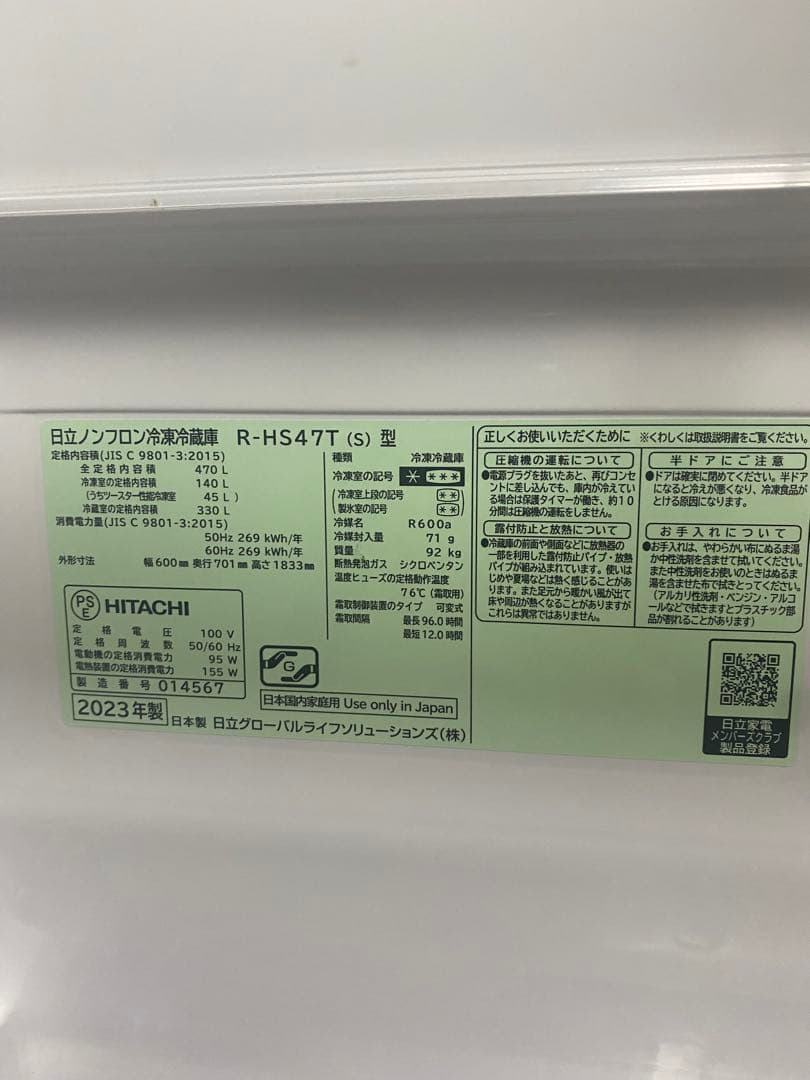 日立ノンフロン冷凍冷蔵庫 R-HS47T (S) 型
定格内容積(JIS C 9801-3:2015)
全定格内容積 470 L
冷凍室の定格内容積 140 L
(うちツースター性能冷凍室 45 L )
冷蔵室の定格内容積 330 L
消費電力量(JIS C 9801-3:2015)
50Hz 269 kWh/年
60Hz 269 kWh/年
外形寸法 幅 600㎜ 奥行 701㎜ 高さ 1833㎜
PS
E
HITACHI
定格電圧 100 V
定格周波数 50/60 Hz
電動機の定格消費電力 95 W
電熱装置の定格消費電力 155 W
製造番号 014567
2023年製
日本製 日立グローバルライフソリューションズ(株)
種類 冷凍冷蔵庫
冷凍室の記号 * ***
(冷凍室上段の記号 **)
(製氷室の記号 **)
冷媒名 R600a
冷媒封入量 71 g
質量 92 kg
断熱発泡ガス シクロペンタン
温度ヒューズの定格動作温度
76℃ (霜取用)
霜取制御装置のタイプ 可変式
霜取間隔 最長 96.0 時間
最短 12.0 時間
G
日本国内家庭用 Use only in Japan
正しくお使いいただくために ※くわしくは取扱説明書をご覧ください。
圧縮機の運転について
●電源プラグを抜いたあと、再びコンセ
ントに差し込んでも、庫内が冷えてい
る場合は保護タイマーが働き、約10
分間は圧縮機の運転をしません。
露付防止と放熱について
●冷蔵庫の前面や側面などに放熱器の
一部を利用した露付防止パイプ・放熱
パイプが組み込まれています。使いは
じめや夏場などは熱く感じることがあり
ます。また足元から暖かい風が出て
床や周辺が熱くなることがありますが
これらは異常ではありません。
半ドアにご注意
●ドアは確実に閉めてください。半ドア
になると冷えが悪くなり、冷凍食品が
とける原因になります。
お手入れについて
●お手入れは、やわらかい布にぬるま湯
か中性洗剤を含ませて拭いてください。
また中性洗剤をお使いのときはぬるま
湯を含ませた布で拭きとってください。
(アルカリ性洗剤・ベンジン・アルコ
ールなどで拭きますとプラスチック部
品が割れることがあります)
日立家電
メンバーズクラブ
製品登録